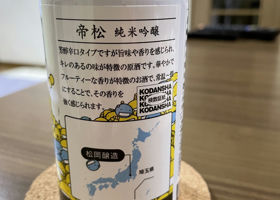 帝松 純米吟醸
芳醇辛口タイプですが旨味や香りを感じられ、
キレのあるの味が特徴の原酒です。華やかで
フルーティーな香りが特徴のお酒で、
にすることで、その香りを
強く感じられます。
KODANSHA
KODANSHA
KODANSHA
松岡醸造
埼玉県